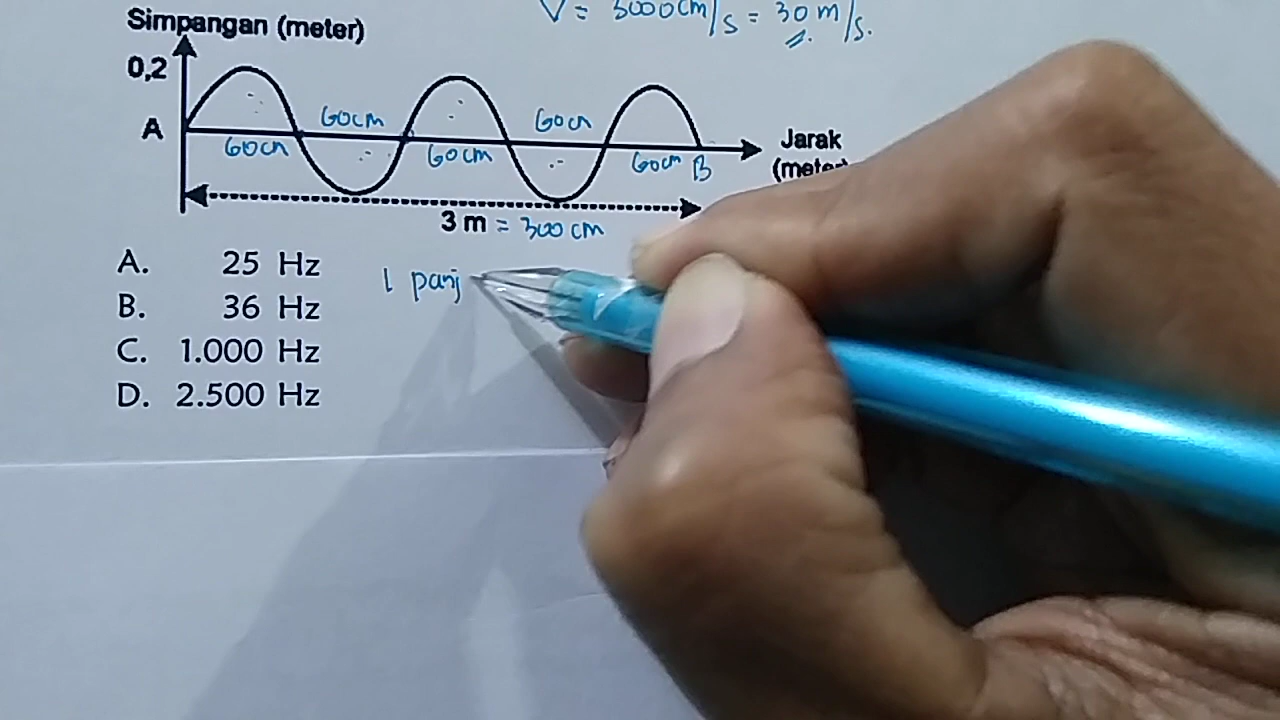 V = 3000 cm/s = 30 m/s.
Simpangan (meter)
0,2
60cm
60cm
A
Jarak
60cm
60cm
60cm
B
(meter)
3 m = 300 cm
A. 25 Hz
1 panj
B. 36 Hz
C. 1.000 Hz
D. 2.500 Hz